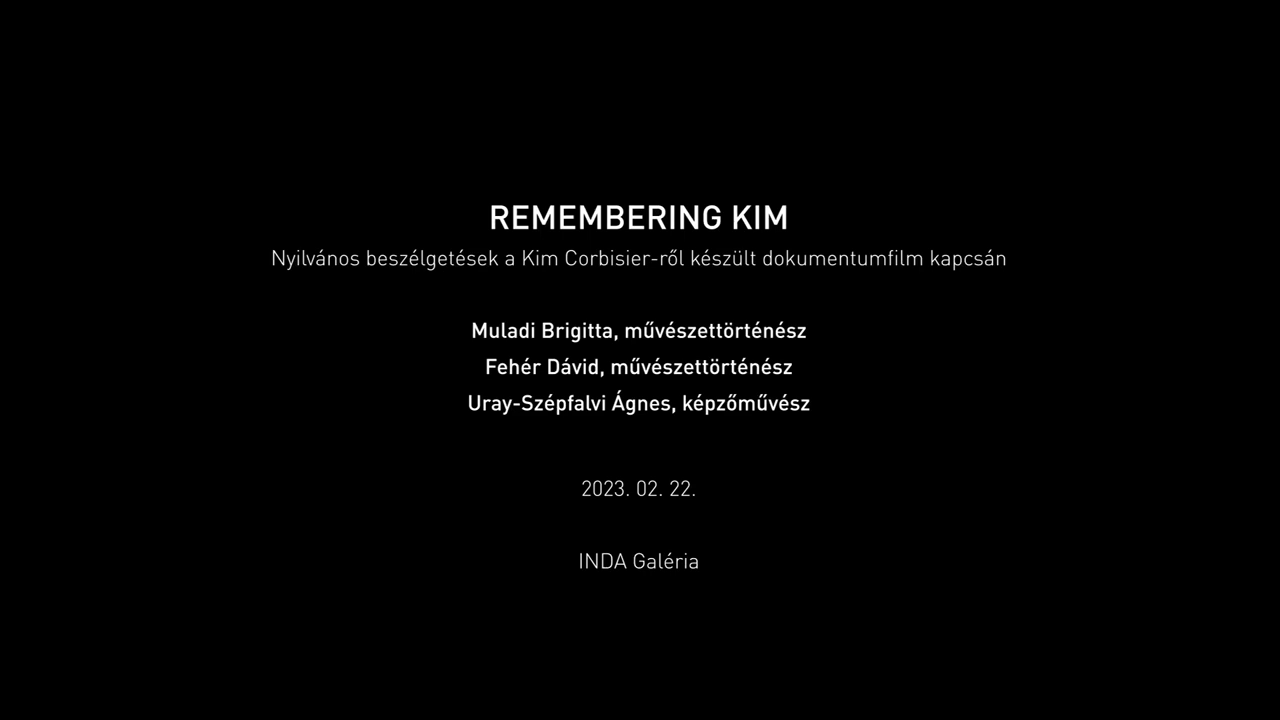 REMEMBERING KIM
Nyilvános beszélgetések a Kim Corbisier-ről készült dokumentumfilm kapcsán
Muladi Brigitta, művészettörténész
Fehér Dávid, művészettörténész
Uray-Szépfalvi Ágnes, képzőművész
2023. 02. 22.
INDA Galéria